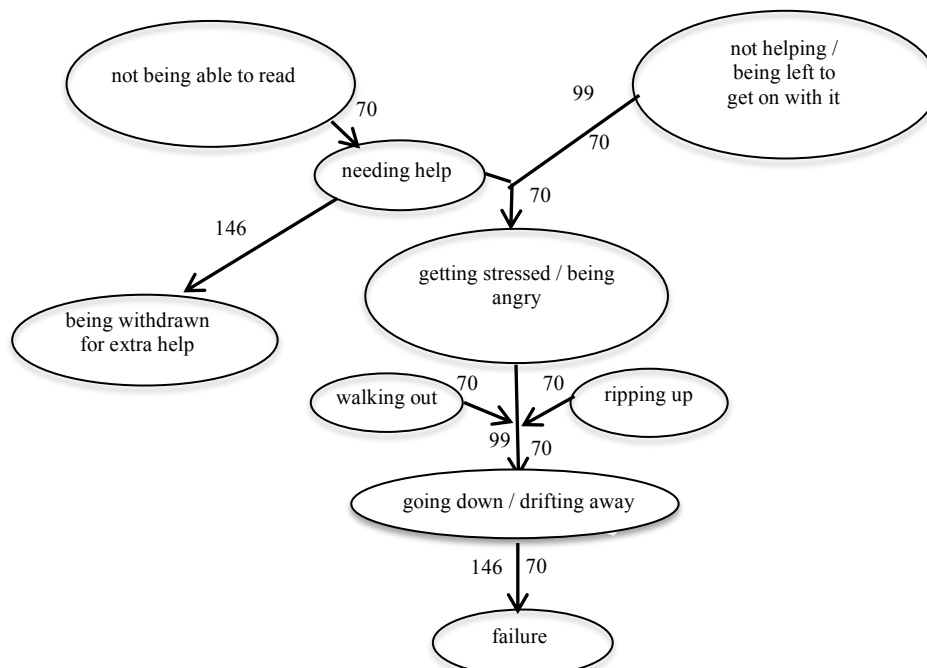 not being able to read
not helping /
being left to
get on with it
70
99
70
needing help
70
146
getting stressed / being
angry
being withdrawn
for extra help
walking out
70
70
ripping up
99
70
going down / drifting away
146
70
failure